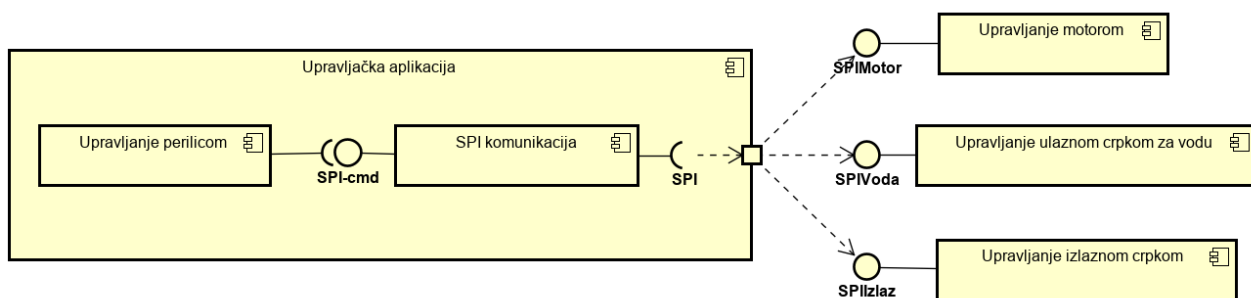 Upravljanje motorom
SPIMotor
Upravljačka aplikacija
Upravljanje perilicom
SPI-cmd
SPI komunikacija
SPI
Upravljanje ulaznom crpkom za vodu
SPIVoda
Upravljanje izlaznom crpkom
SPIIzlaz